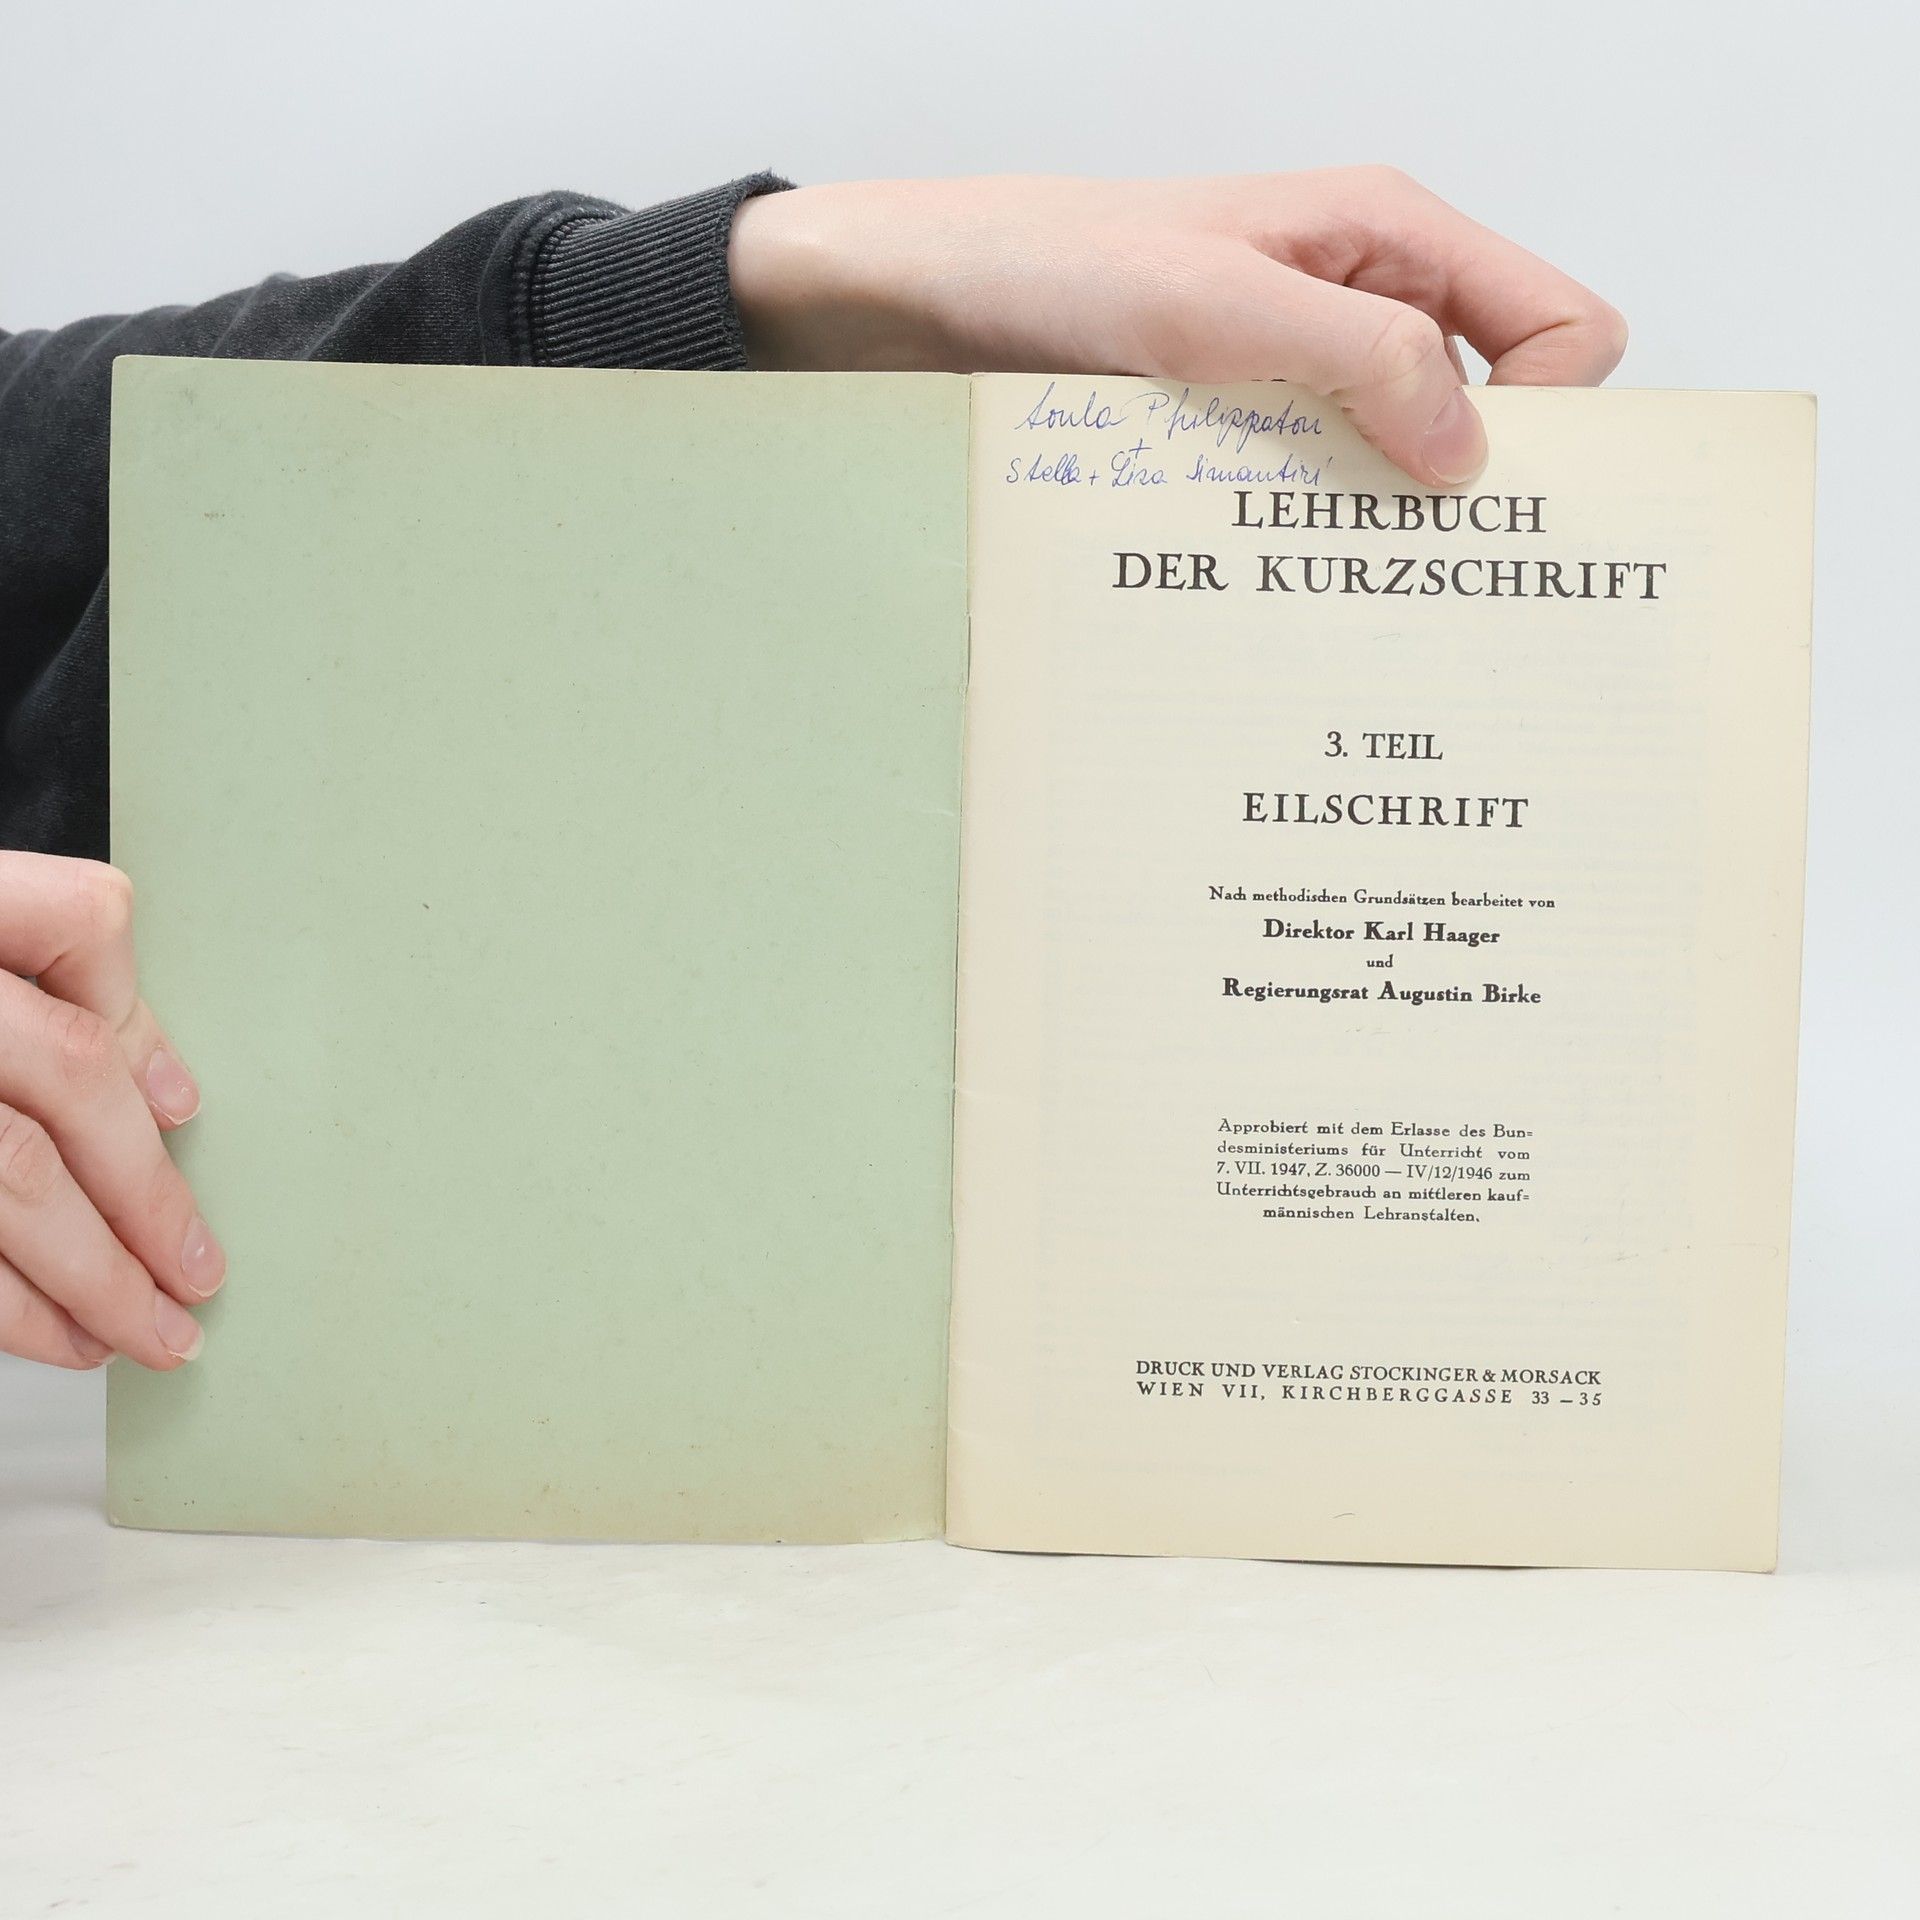 Soula Philippatou
+
Stella + Lisa Simantiri
LEHRBUCH
DER KURZSCHRIFT
3. TEIL
EILSCHRIFT
Nach methodischen Grundsätzen bearbeitet von
Direktor Karl Haager
und
Regierungsrat Augustin Birke
Approbiert mit dem Erlasse des Bun=
desministeriums für Unterricht vom
7. VII. 1947, Z. 36000 — IV/12/1946 zum
Unterrichtsgebrauch an mittleren kauf=
männischen Lehranstalten.
DRUCK UND VERLAG STOCKINGER & MORSACK
WIEN VII, KIRCHBERGGASSE 33 – 35